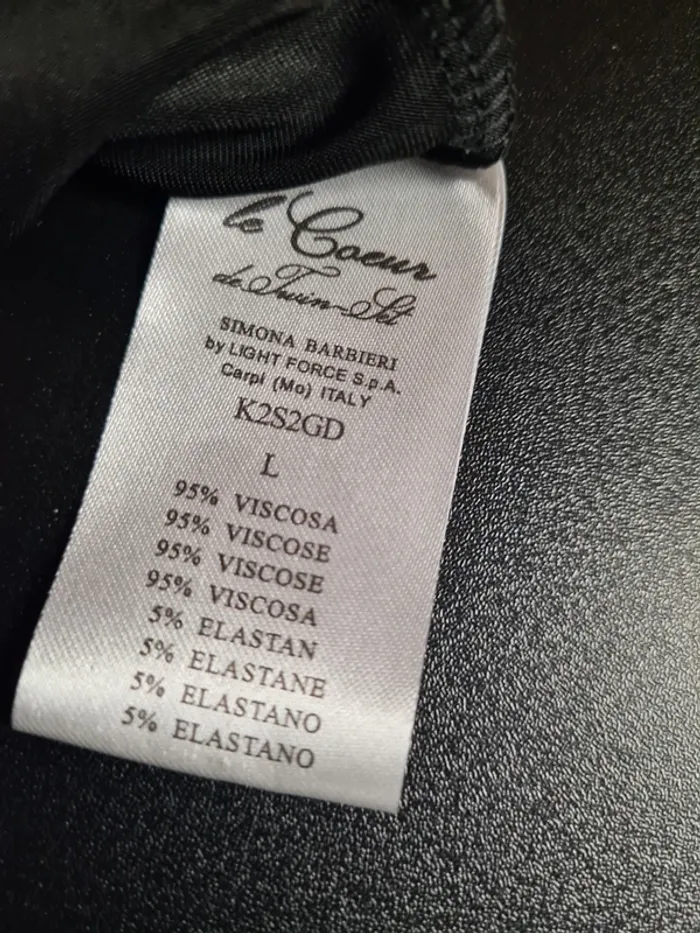 le Coeur
de Twin-Set
SIMONA BARBIERI
by LIGHT FORCE S.p.A.
Carpi (Mo) ITALY
K2S2GD
L
95% VISCOSA
95% VISCOSE
95% VISCOSE
95% VISCOSA
5% ELASTAN
5% ELASTANE
5% ELASTANO
5% ELASTANO